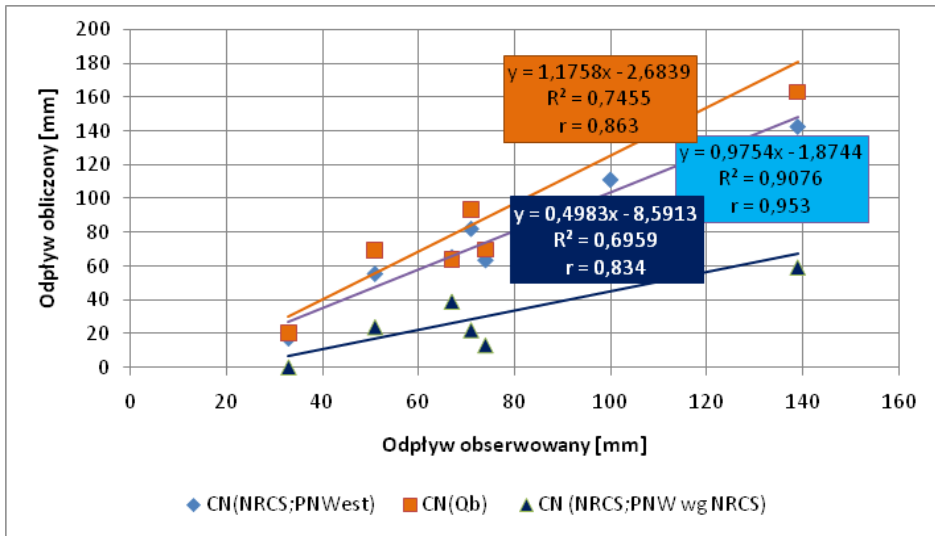 200
180
160
140
120
100
80
60
40
20
0
Odpływ obliczony [mm]
y = 1,1758x - 2,6839
R² = 0,7455
r = 0,863
y = 0,9754x - 1,8744
R² = 0,9076
r = 0,953
y = 0,4983x - 8,5913
R² = 0,6959
r = 0,834
0 20 40 60 80 100 120 140 160
Odpływ obserwowany [mm]
CN(NRCS;PNWest) CN(Qb) CN (NRCS;PNW wg NRCS)